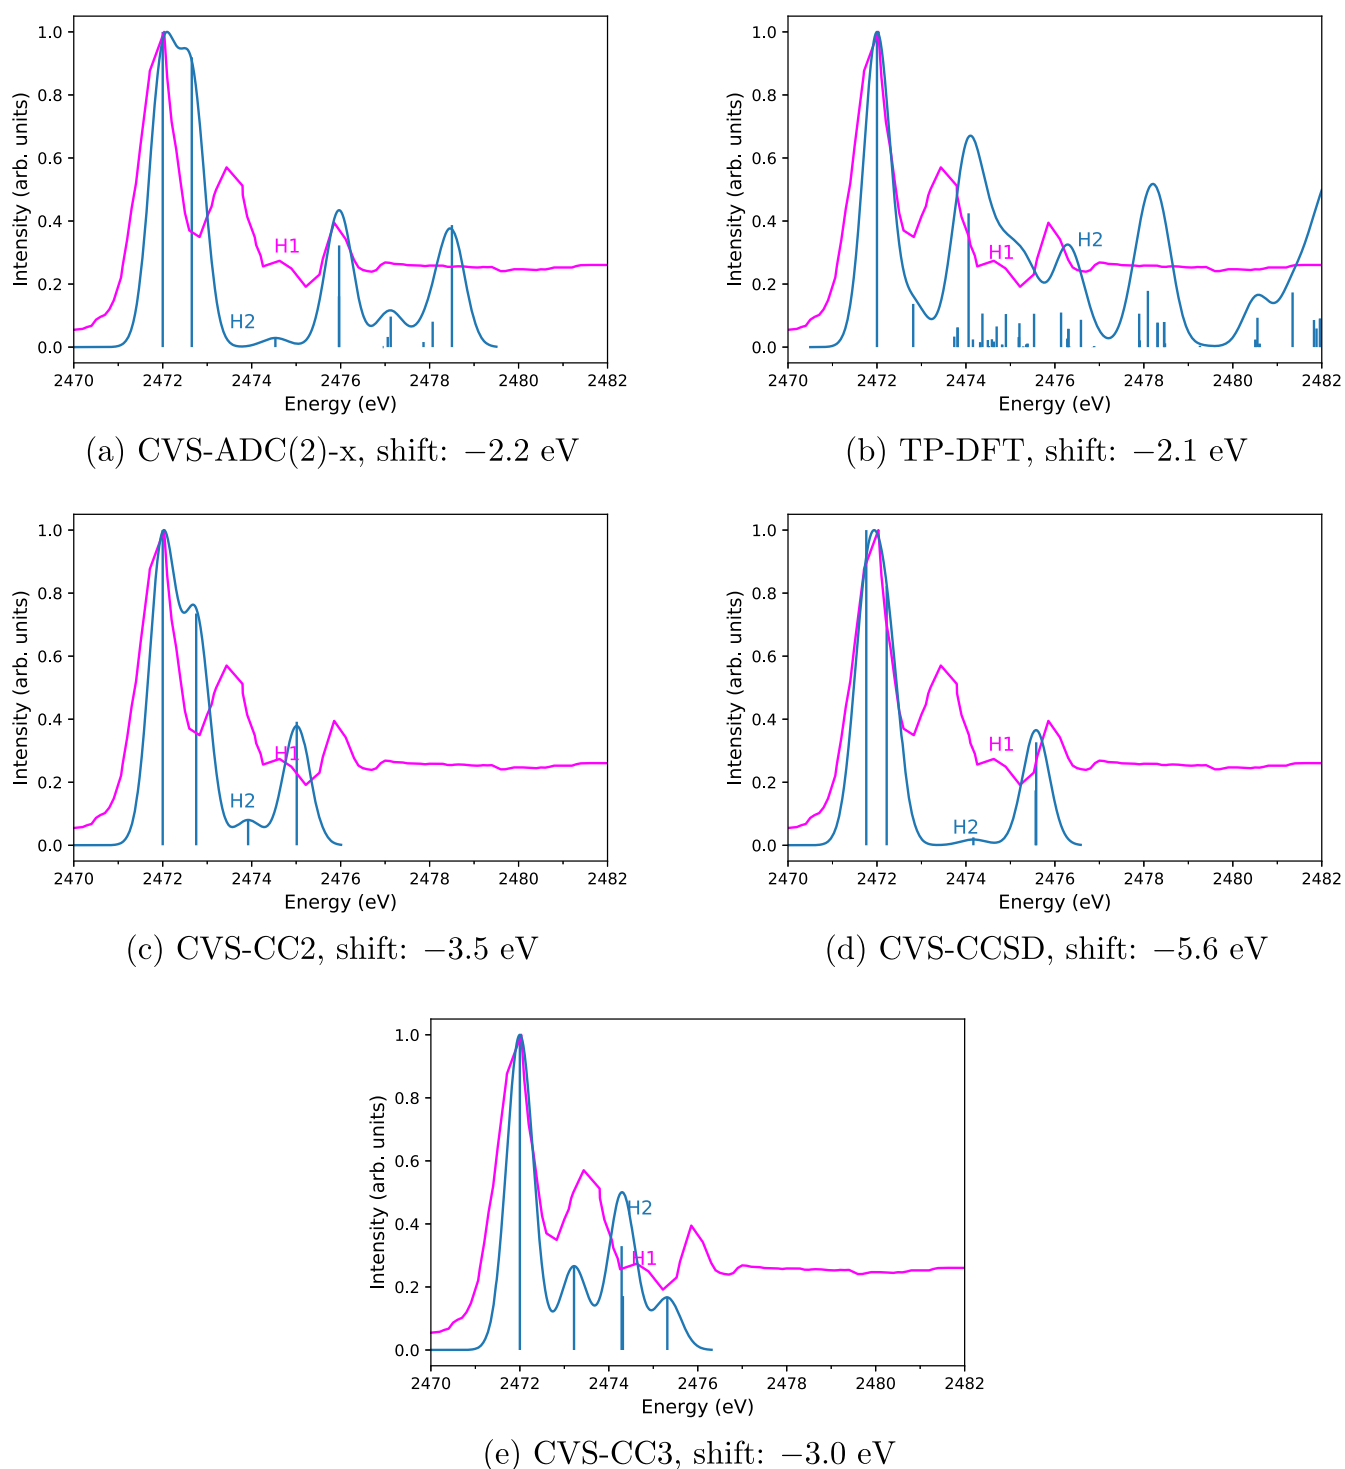 1.0
0.8
0.6
0.4
0.2
0.0
Intensity (arb. units)
H1
H2
2470 2472 2474 2476 2478 2480 2482
Energy (eV)
(a) CVS-ADC(2)-x, shift: −2.2 eV
1.0
0.8
0.6
0.4
0.2
0.0
Intensity (arb. units)
H2
H1
2470 2472 2474 2476 2478 2480 2482
Energy (eV)
(b) TP-DFT, shift: −2.1 eV
1.0
0.8
0.6
0.4
0.2
0.0
Intensity (arb. units)
H1
H2
2470 2472 2474 2476 2478 2480 2482
Energy (eV)
(c) CVS-CC2, shift: −3.5 eV
1.0
0.8
0.6
0.4
0.2
0.0
Intensity (arb. units)
H1
H2
2470 2472 2474 2476 2478 2480 2482
Energy (eV)
(d) CVS-CCSD, shift: −5.6 eV
1.0
0.8
0.6
0.4
0.2
0.0
Intensity (arb. units)
H2
H1
2470 2472 2474 2476 2478 2480 2482
Energy (eV)
(e) CVS-CC3, shift: −3.0 eV